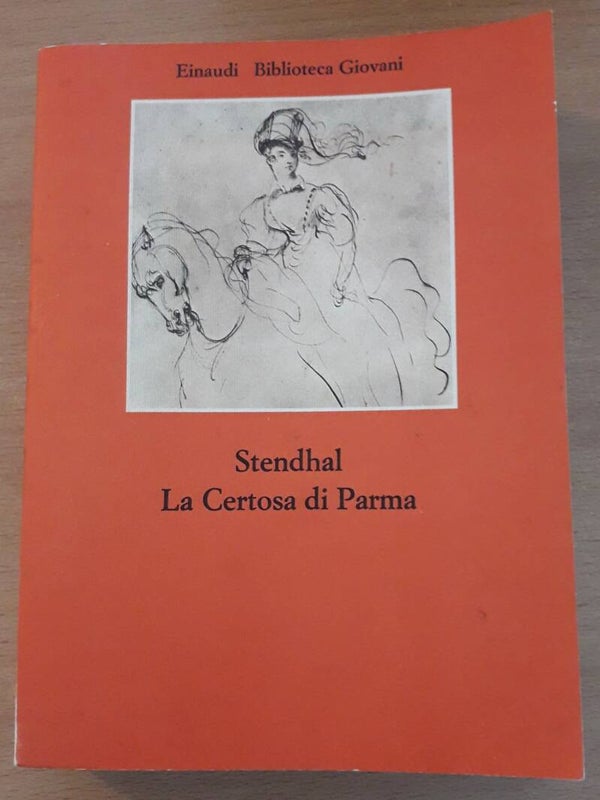 Einaudi Biblioteca Giovani
Stendhal
La Certosa di Parma